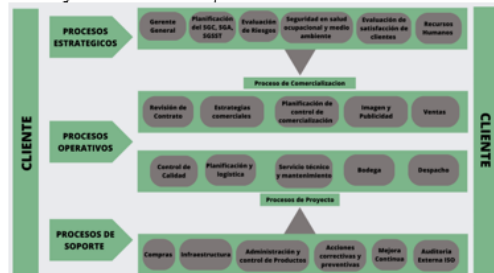 PROCESOS
ESTRATEGICOS
Gerente
General
Planificación
del SGC, SGA,
SGSST
Evaluación
de Riesgos
Seguridad en salud
ocupacional y medio
ambiente
Evaluación de
satisfacción de
clientes
Recursos
Humanos
Proceso de Comercializacion
CLIENTE
PROCESOS
OPERATIVOS
Revisión de
Contrato
Estrategias
comerciales
Planificación de
control de
comercialización
Imagen y
Publicidad
Ventas
Control de
Calidad
Planificación y
logística
Servicio técnico
y mantenimiento
Bodega
Despacho
CLIENTE
Procesos de Proyecto
PROCESOS DE
SOPORTE
Compras
Infraestructura
Administración y
control de Productos
Acciones
correctivas y
preventivas
Mejora
Continua
Auditoria
Externa ISO